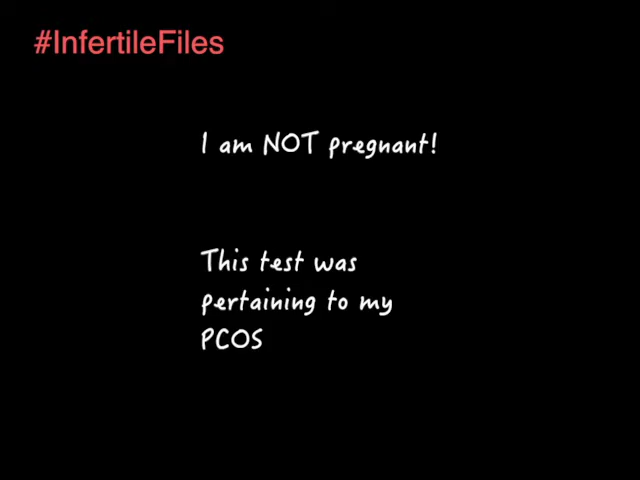 #InfertileFiles
I am NOT pregnant!
This test was
pertaining to my
PCOS